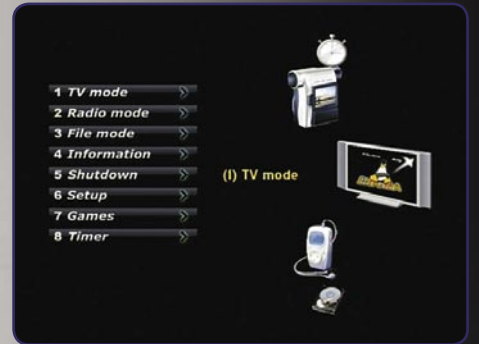 1 TV mode
2 Radio mode
3 File mode
4 Information
5 Shutdown
6 Setup
7 Games
8 Timer
(I) TV mode